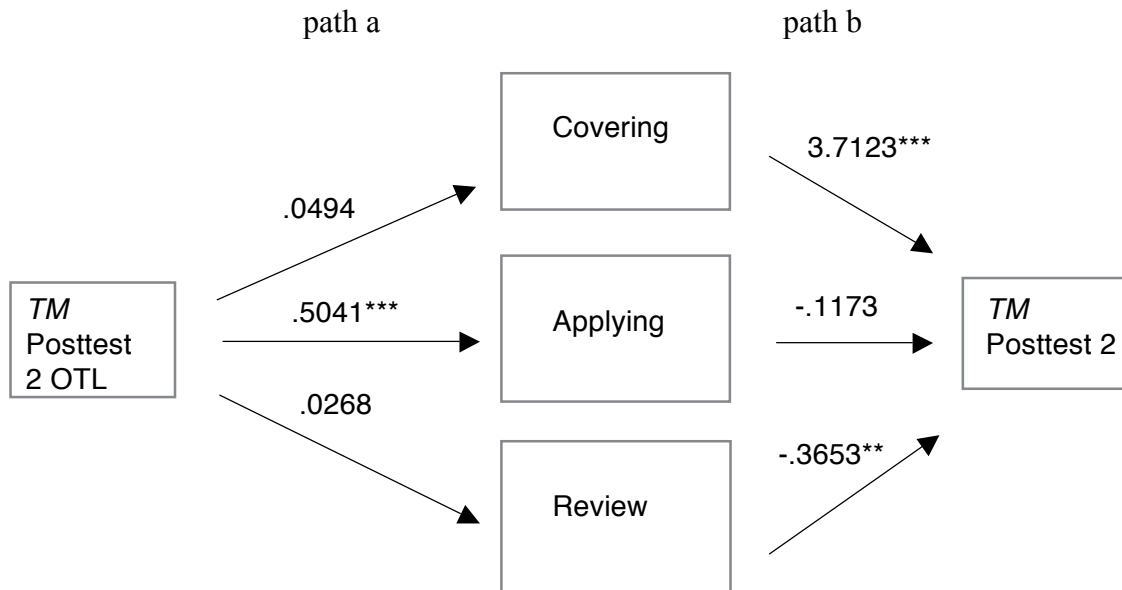 path a
path b
Covering
3.7123***
.0494
TM
Posttest
2 OTL
.5041***
Applying
-.1173
TM
Posttest 2
.0268
-.3653**
Review